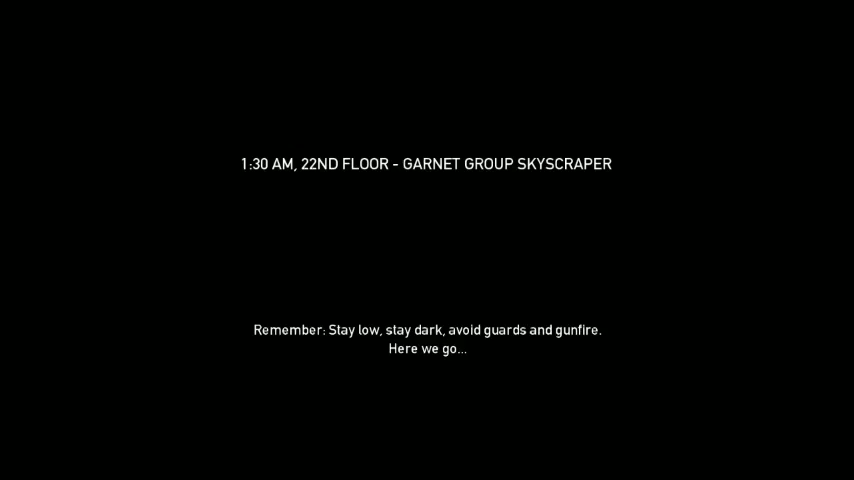 1:30 AM, 22ND FLOOR - GARNET GROUP SKYSCRAPER
Remember: Stay low, stay dark, avoid guards and gunfire.
Here we go...